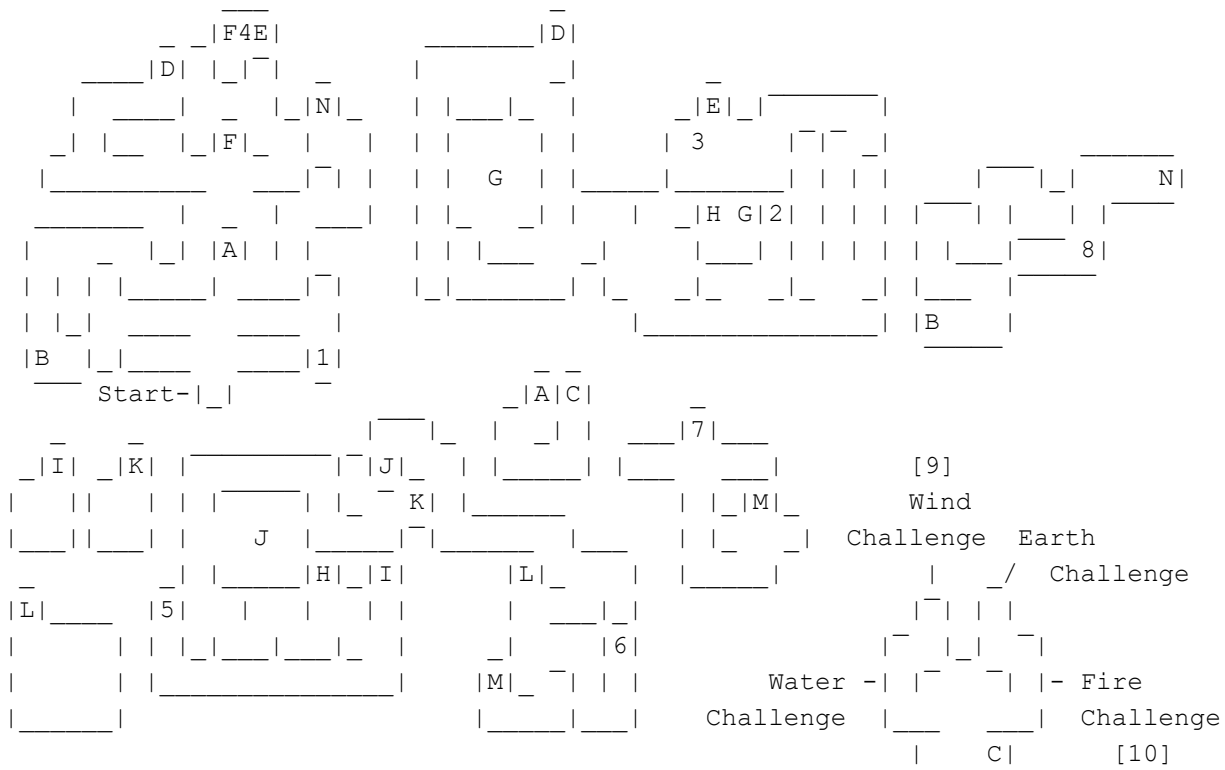 F4E D
D
N E
F 3
G N
H G 2
A 8
B
B 1
Start- A C
7
I K J [9]
K M Wind
J Challenge Earth
H I L Challenge
L 5
6
M Water - - Fire
Challenge Challenge
C [10]